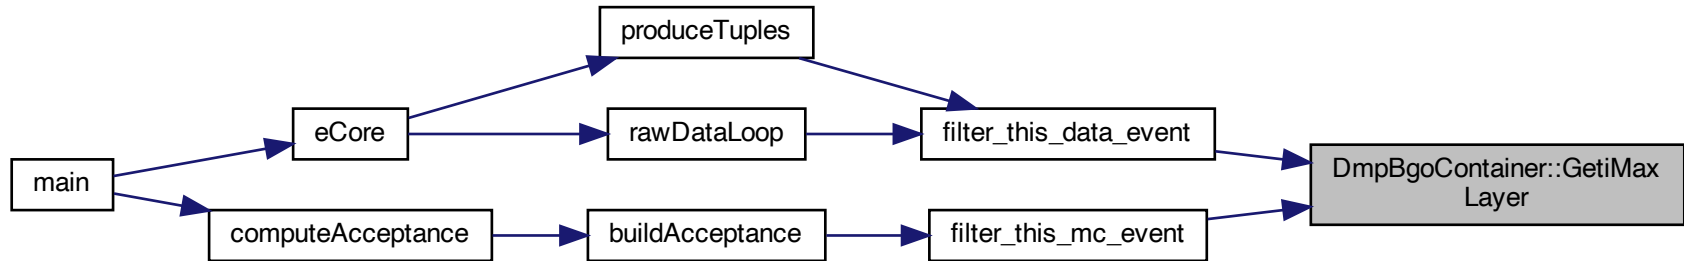 produceTuples
eCore
rawDataLoop
filter_this_data_event
main
DmpBgoContainer::GetiMax
Layer
computeAcceptance
buildAcceptance
filter_this_mc_event